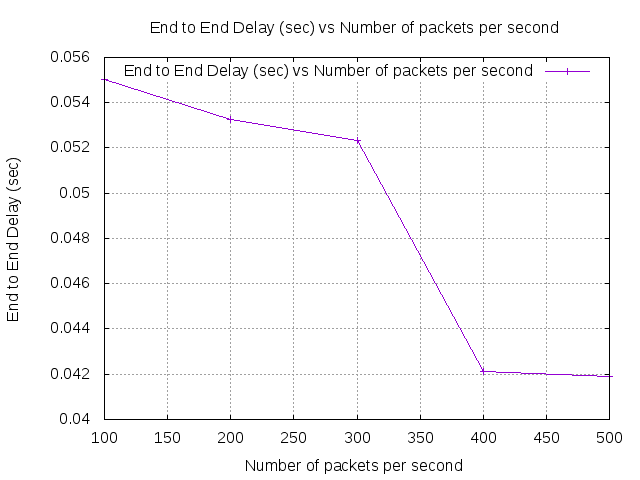 End to End Delay (sec) vs Number of packets per second
0.056
End to End Delay (sec) vs Number of packets per second
0.054
0.052
0.05
0.048
0.046
0.044
0.042
0.04
End to End Delay (sec)
100 150 200 250 300 350 400 450 500
Number of packets per second